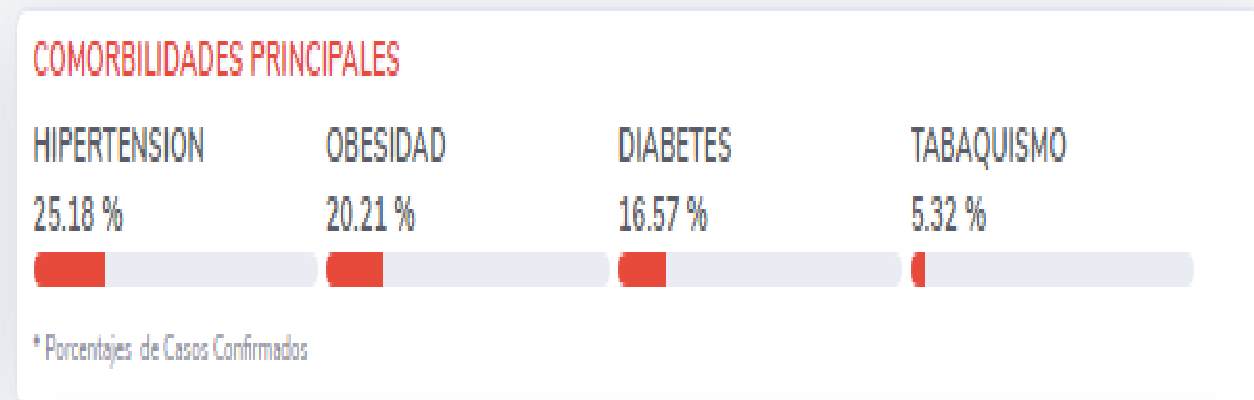 COMORBILIDADES PRINCIPALES
HIPERTENSION OBESIDAD DIABETES TABAQUISMO
25.18 % 20.21 % 16.57 % 5.32 %
* Porcentajes de Casos Confirmados